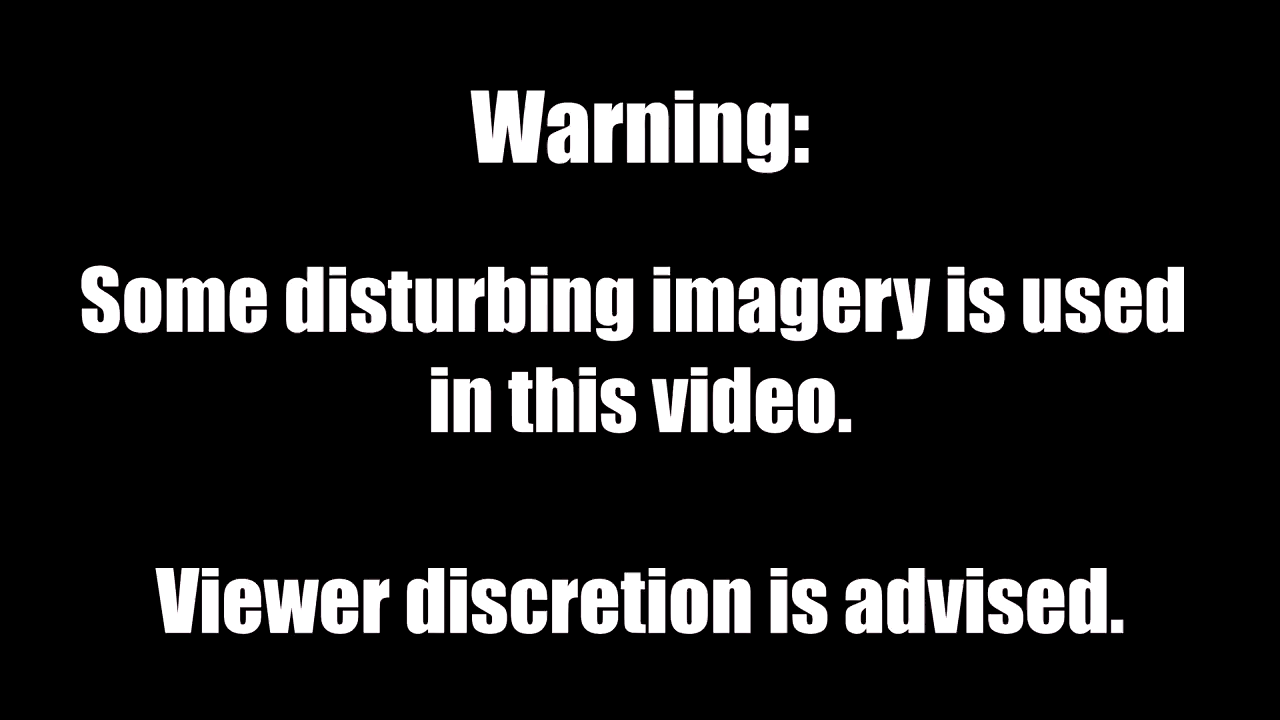 Warning:
Some disturbing imagery is used
in this video.
Viewer discretion is advised.